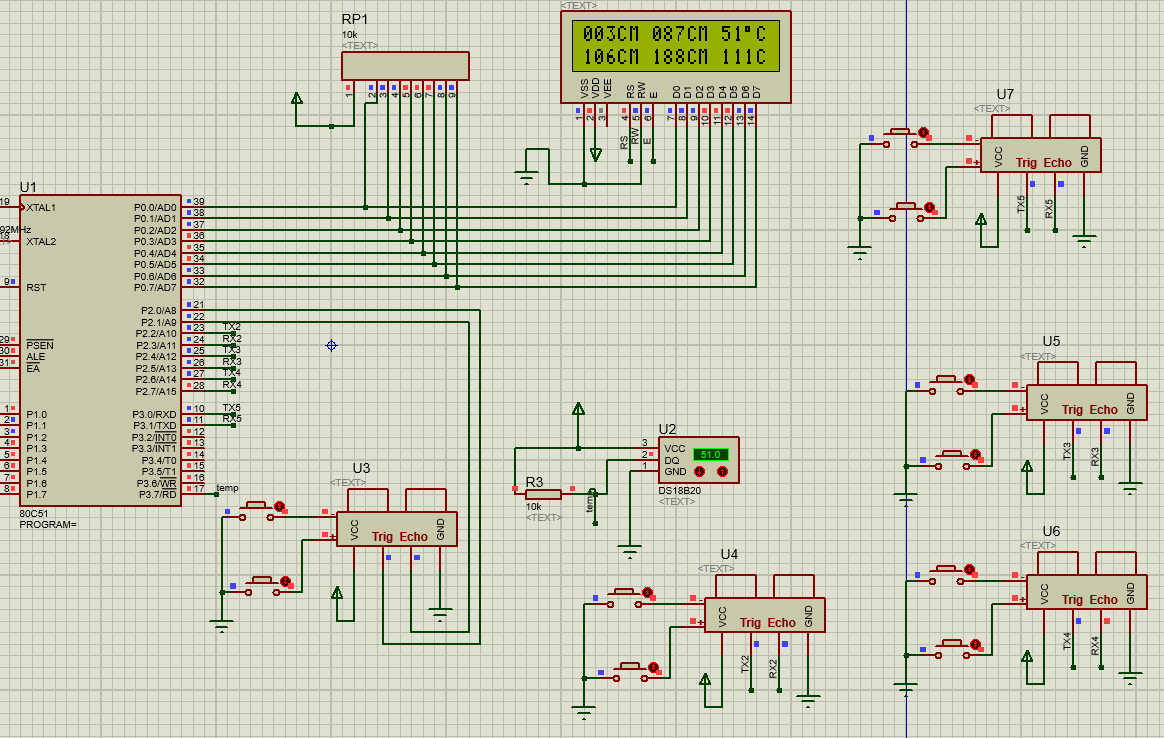 RP1
10k
<TEXT>
1 2 3 4 5 6 7 8 9
<TEXT>
003CM 087CM 51°C
106CM 188CM 111C
VSS VDD VEE RS RW E D0 D1 D2 D3 D4 D5 D6 D7
1 2 3 4 5 6 7 8 9 10 11 12 13 14
RS RW E
U7
<TEXT>
- +
VCC Trig Echo GND
TX5 RX5
U1
19 XTAL1 P0.0/AD0 39
P0.1/AD1 38
92MHz P0.2/AD2 37
18 XTAL2 P0.3/AD3 36
P0.4/AD4 35
P0.5/AD5 34
P0.6/AD6 33
9 RST P0.7/AD7 32
P2.0/A8 21
P2.1/A9 22
P2.2/A10 23 TX2
29 PSEN P2.3/A11 24 RX2
30 ALE P2.4/A12 25 TX3
31 EA P2.5/A13 26 RX3
P2.6/A14 27 TX4
P2.7/A15 28 RX4
1 P1.0 P3.0/RXD 10 TX5
2 P1.1 P3.1/TXD 11 RX5
3 P1.2 P3.2/INT0 12
4 P1.3 P3.3/INT1 13
5 P1.4 P3.4/T0 14
6 P1.5 P3.5/T1 15
7 P1.6 P3.6/WR 16
8 P1.7 P3.7/RD 17 temp
80C51
PROGRAM=
U3
- +
VCC Trig Echo GND
U2
3 VCC
2 DQ 51.0
1 GND
DS18B20
<TEXT>
R3
10k
<TEXT>
temp
U4
<TEXT>
- +
VCC Trig Echo GND
TX2 RX2
U5
<TEXT>
- +
VCC Trig Echo GND
TX3 RX3
U6
<TEXT>
- +
VCC Trig Echo GND
TX4 RX4